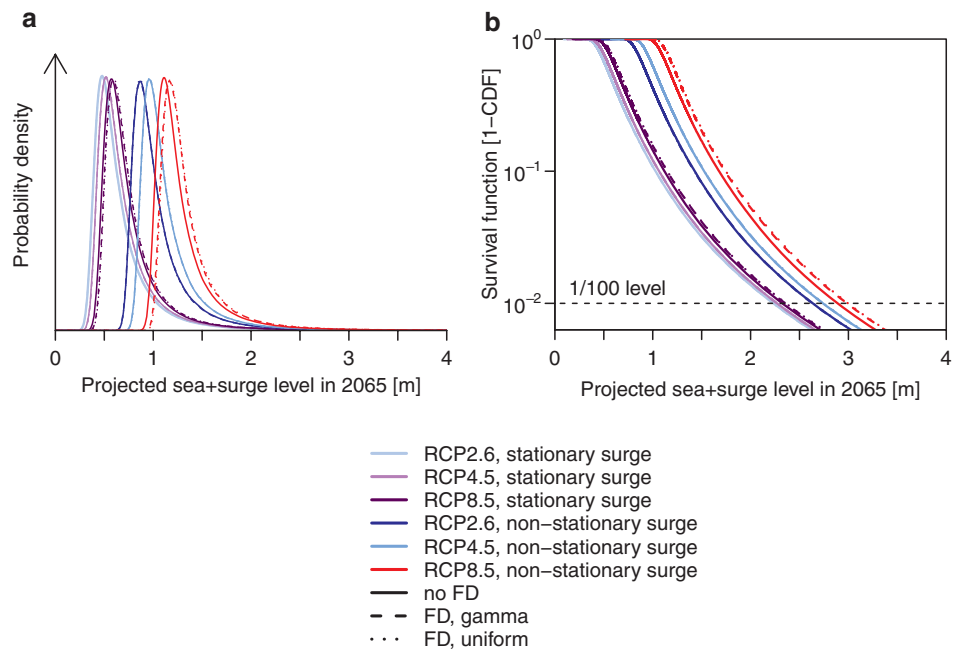 a
Probability density
0 1 2 3 4
Projected sea+surge level in 2065 [m]
b
Survival function [1−CDF]
10⁰
10⁻¹
10⁻²
1/100 level
0 1 2 3 4
Projected sea+surge level in 2065 [m]
RCP2.6, stationary surge
RCP4.5, stationary surge
RCP8.5, stationary surge
RCP2.6, non−stationary surge
RCP4.5, non−stationary surge
RCP8.5, non−stationary surge
no FD
FD, gamma
FD, uniform